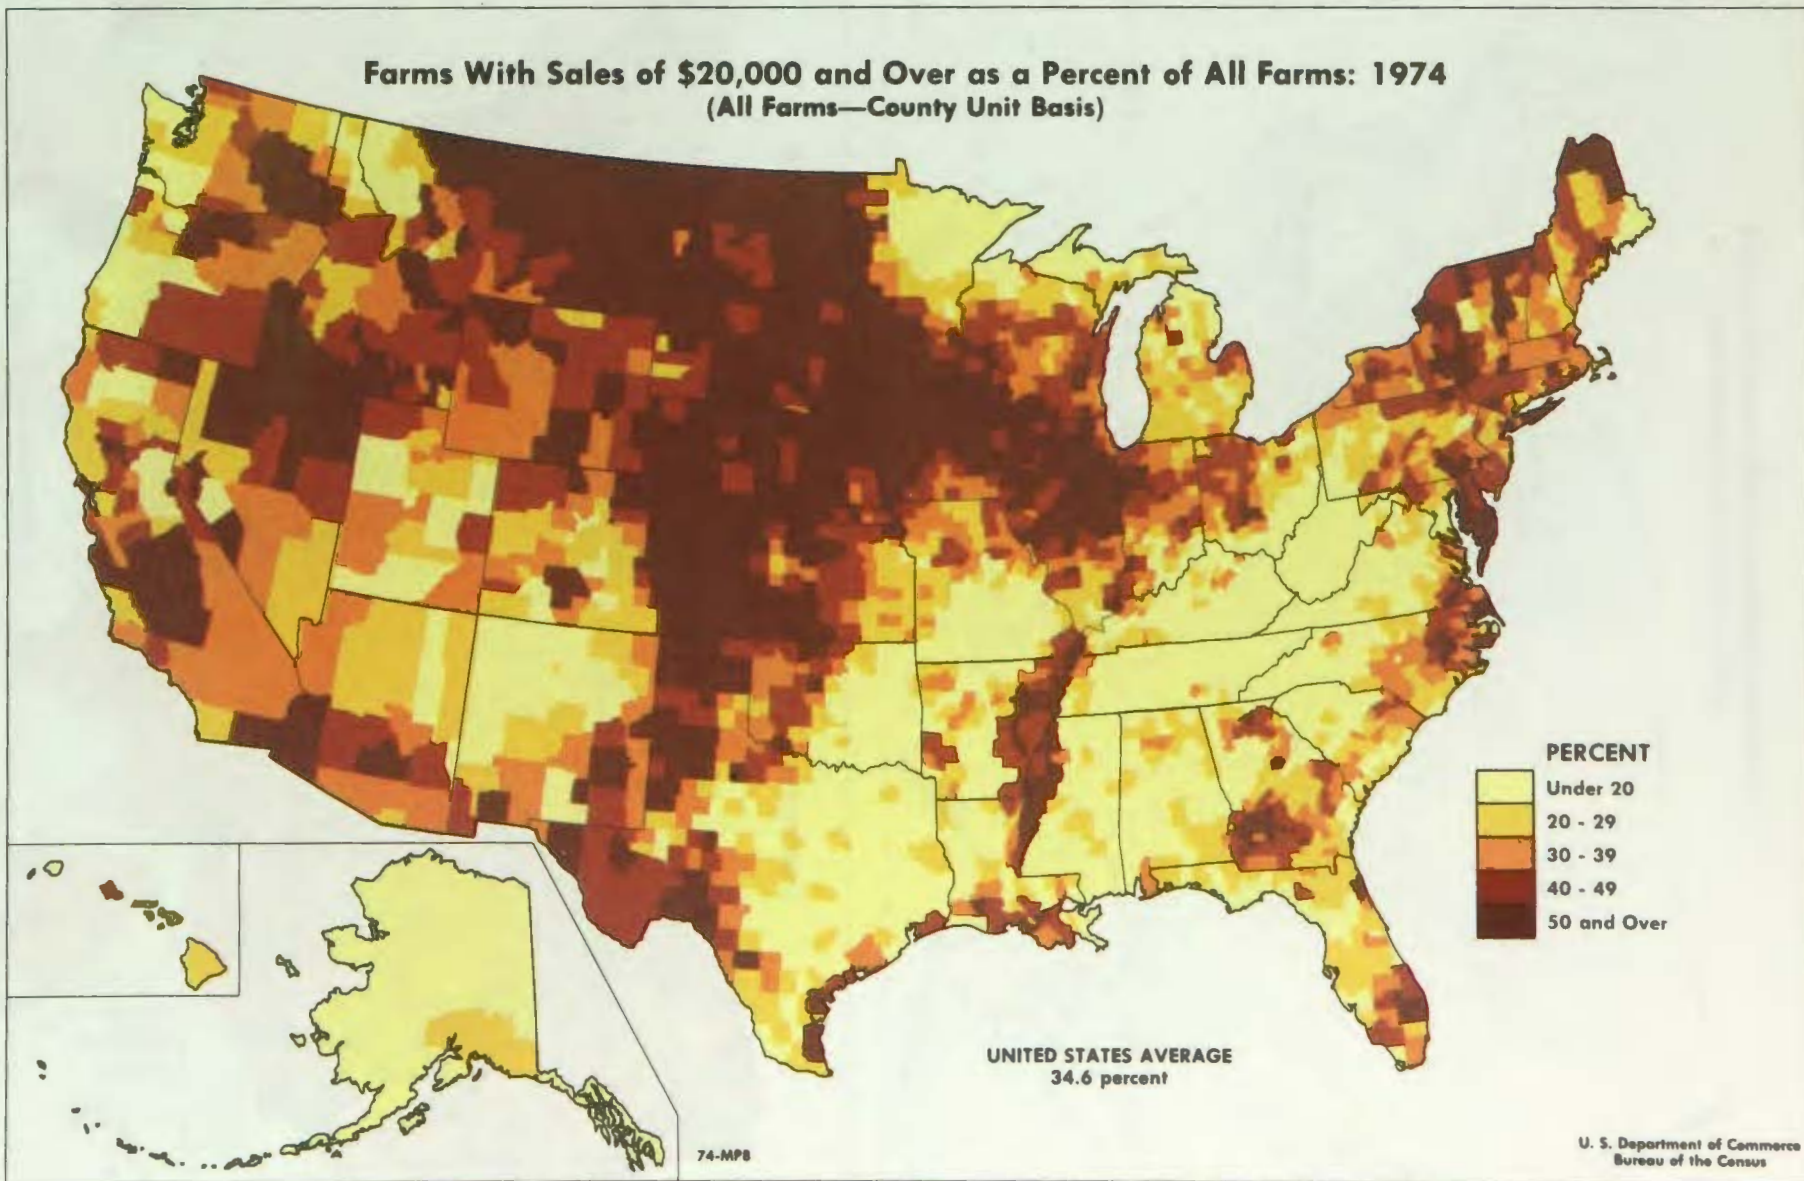 Farms With Sales of $20,000 and Over as a Percent of All Farms: 1974
(All Farms—County Unit Basis)
PERCENT
Under 20
20 - 29
30 - 39
40 - 49
50 and Over
UNITED STATES AVERAGE
34.6 percent
74-MP8
U. S. Department of Commerce
Bureau of the Census